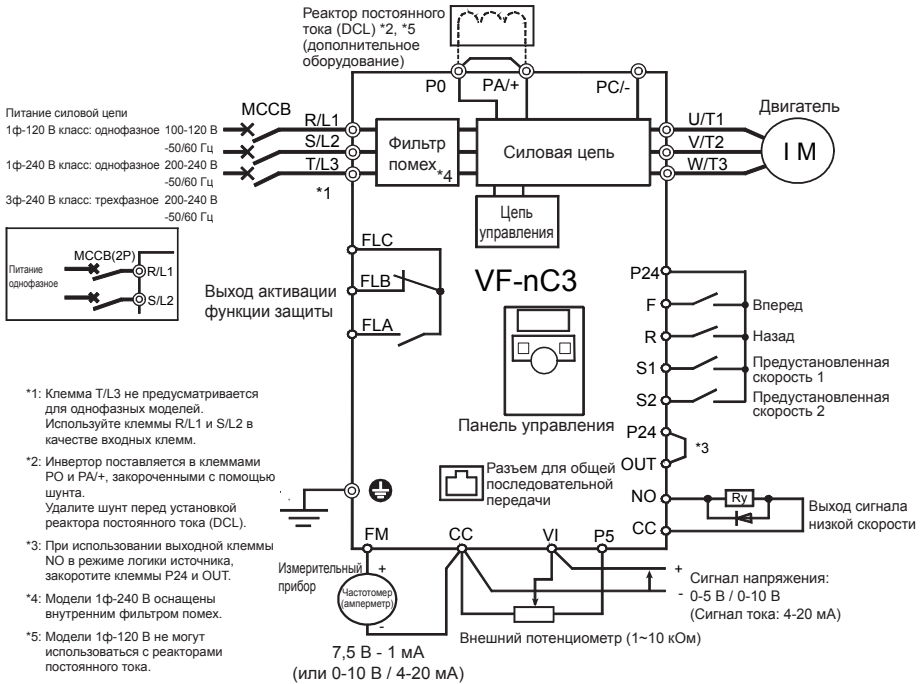 Реактор постоянного
тока (DCL) *2, *5
(дополнительное
оборудование)
P0
PA/+
PC/-
Питание силовой цепи
1ф-120 В класс: однофазное 100-120 В
-50/60 Гц
1ф-240 В класс: однофазное 200-240 В
-50/60 Гц
3ф-240 В класс: трехфазное 200-240 В
-50/60 Гц
MCCB
R/L1
S/L2
T/L3
*1
Фильтр
помех
*4
Силовая цепь
Цепь
управления
U/T1
V/T2
W/T3
Двигатель
I M
MCCB(2P)
Питание
однофазное
R/L1
S/L2
FLC
FLB
FLA
Выход активации
функции защиты
VF-nC3
Панель управления
Разъем для общей
последовательной
передачи
P24
F
Вперед
R
Назад
S1
Предустановленная
скорость 1
S2
Предустановленная
скорость 2
P24
*3
OUT
NO
Ry
CC
Выход сигнала
низкой скорости
*1: Клемма T/L3 не предусматривается
для однофазных моделей.
Используйте клеммы R/L1 и S/L2 в
качестве входных клемм.
*2: Инвертор поставляется в клеммами
PO и PA/+, закороченными с помощью
шунта.
Удалите шунт перед установкой
реактора постоянного тока (DCL).
*3: При использовании выходной клеммы
NO в режиме логики источника,
закоротите клеммы P24 и OUT.
*4: Модели 1ф-240 В оснащены
внутренним фильтром помех.
*5: Модели 1ф-120 В не могут
использоваться с реакторами
постоянного тока.
FM
CC
VI
P5
Измерительный
прибор
+
Частотомер
(амперметр)
-
7,5 В - 1 мА
(или 0-10 В / 4-20 мА)
Внешний потенциометр (1~10 кОм)
+
-
Сигнал напряжения:
0-5 В / 0-10 В
(Сигнал тока: 4-20 мА)